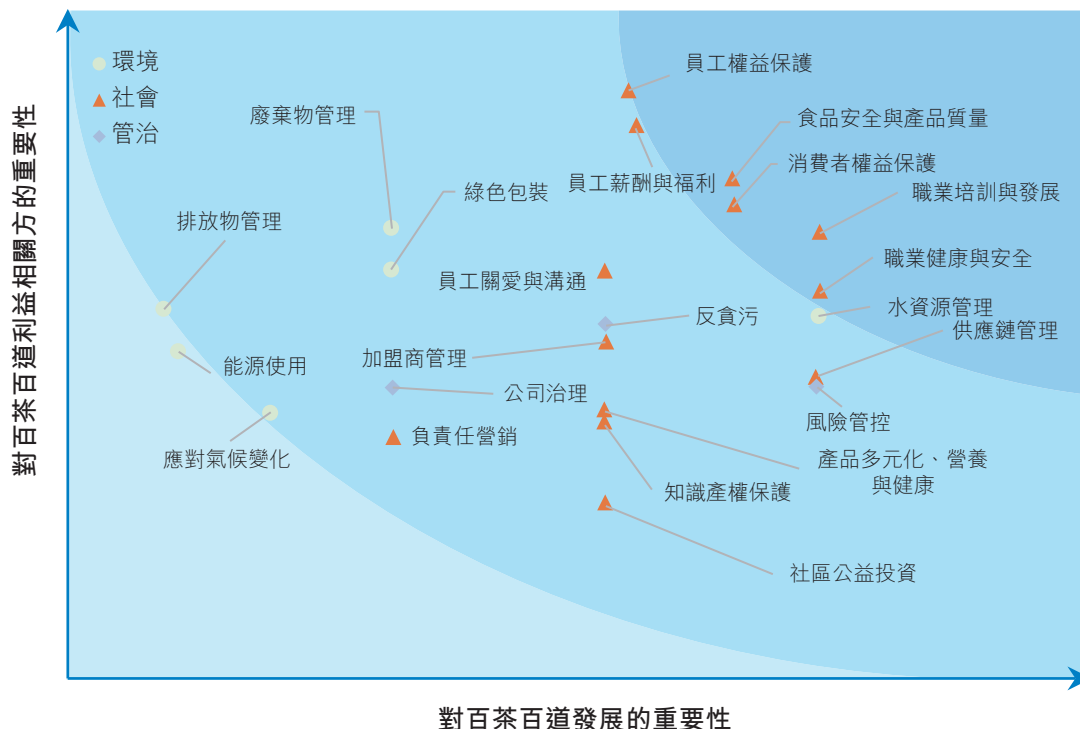 環境
社會
管治
員工權益保護
廢棄物管理
食品安全與產品質量
消費者權益保護
員工薪酬與福利
綠色包裝
職業培訓與發展
排放物管理
職業健康與安全
員工關愛與溝通
水資源管理
反貪污
供應鏈管理
加盟商管理
能源使用
公司治理
風險管控
負責任營銷
應對氣候變化
產品多元化、營養
與健康
知識產權保護
社區公益投資
對百茶百道利益相關方的重要性
對百茶百道發展的重要性